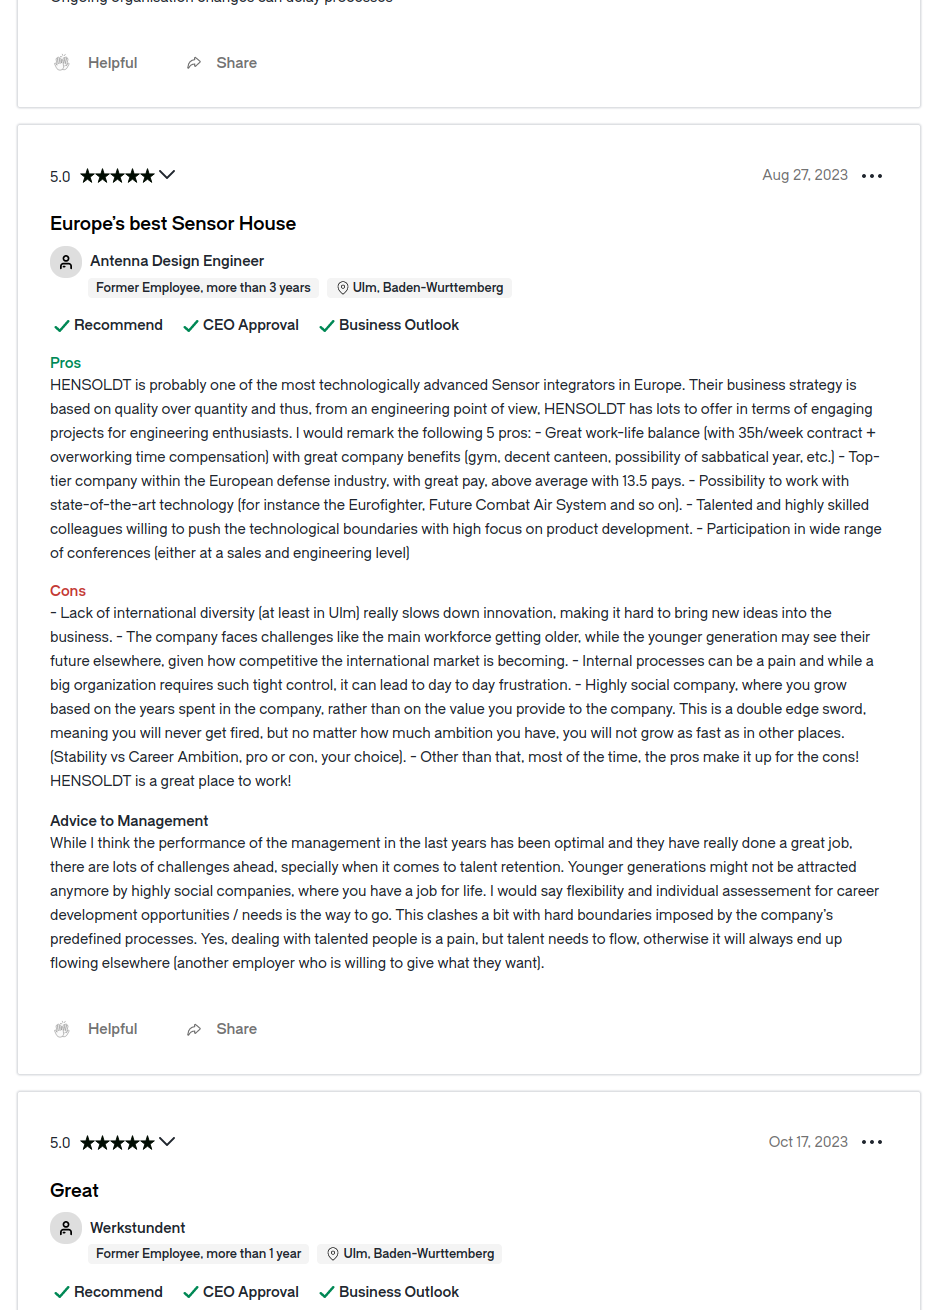 Ongoing organisation changes can delay processes
Helpful Share
5.0 Aug 27, 2023
Europe's best Sensor House
Antenna Design Engineer
Former Employee, more than 3 years Ulm, Baden-Wurttemberg
Recommend CEO Approval Business Outlook
Pros
HENSOLDT is probably one of the most technologically advanced Sensor integrators in Europe. Their business strategy is
based on quality over quantity and thus, from an engineering point of view, HENSOLDT has lots to offer in terms of engaging
projects for engineering enthusiasts. I would remark the following 5 pros: - Great work-life balance (with 35h/week contract +
overworking time compensation) with great company benefits (gym, decent canteen, possibility of sabbatical year, etc.) - Top-
tier company within the European defense industry, with great pay, above average with 13.5 pays. - Possibility to work with
state-of-the-art technology (for instance the Eurofighter, Future Combat Air System and so on). - Talented and highly skilled
colleagues willing to push the technological boundaries with high focus on product development. - Participation in wide range
of conferences (either at a sales and engineering level)
Cons
- Lack of international diversity (at least in Ulm) really slows down innovation, making it hard to bring new ideas into the
business. - The company faces challenges like the main workforce getting older, while the younger generation may see their
future elsewhere, given how competitive the international market is becoming. - Internal processes can be a pain and while a
big organization requires such tight control, it can lead to day to day frustration. - Highly social company, where you grow
based on the years spent in the company, rather than on the value you provide to the company. This is a double edge sword,
meaning you will never get fired, but no matter how much ambition you have, you will not grow as fast as in other places.
(Stability vs Career Ambition, pro or con, your choice). - Other than that, most of the time, the pros make it up for the cons!
HENSOLDT is a great place to work!
Advice to Management
While I think the performance of the management in the last years has been optimal and they have really done a great job,
there are lots of challenges ahead, specially when it comes to talent retention. Younger generations might not be attracted
anymore by highly social companies, where you have a job for life. I would say flexibility and individual assessement for career
development opportunities / needs is the way to go. This clashes a bit with hard boundaries imposed by the company's
predefined processes. Yes, dealing with talented people is a pain, but talent needs to flow, otherwise it will always end up
flowing elsewhere (another employer who is willing to give what they want).
Helpful Share
5.0 Oct 17, 2023
Great
Werkstundent
Former Employee, more than 1 year Ulm, Baden-Wurttemberg
Recommend CEO Approval Business Outlook